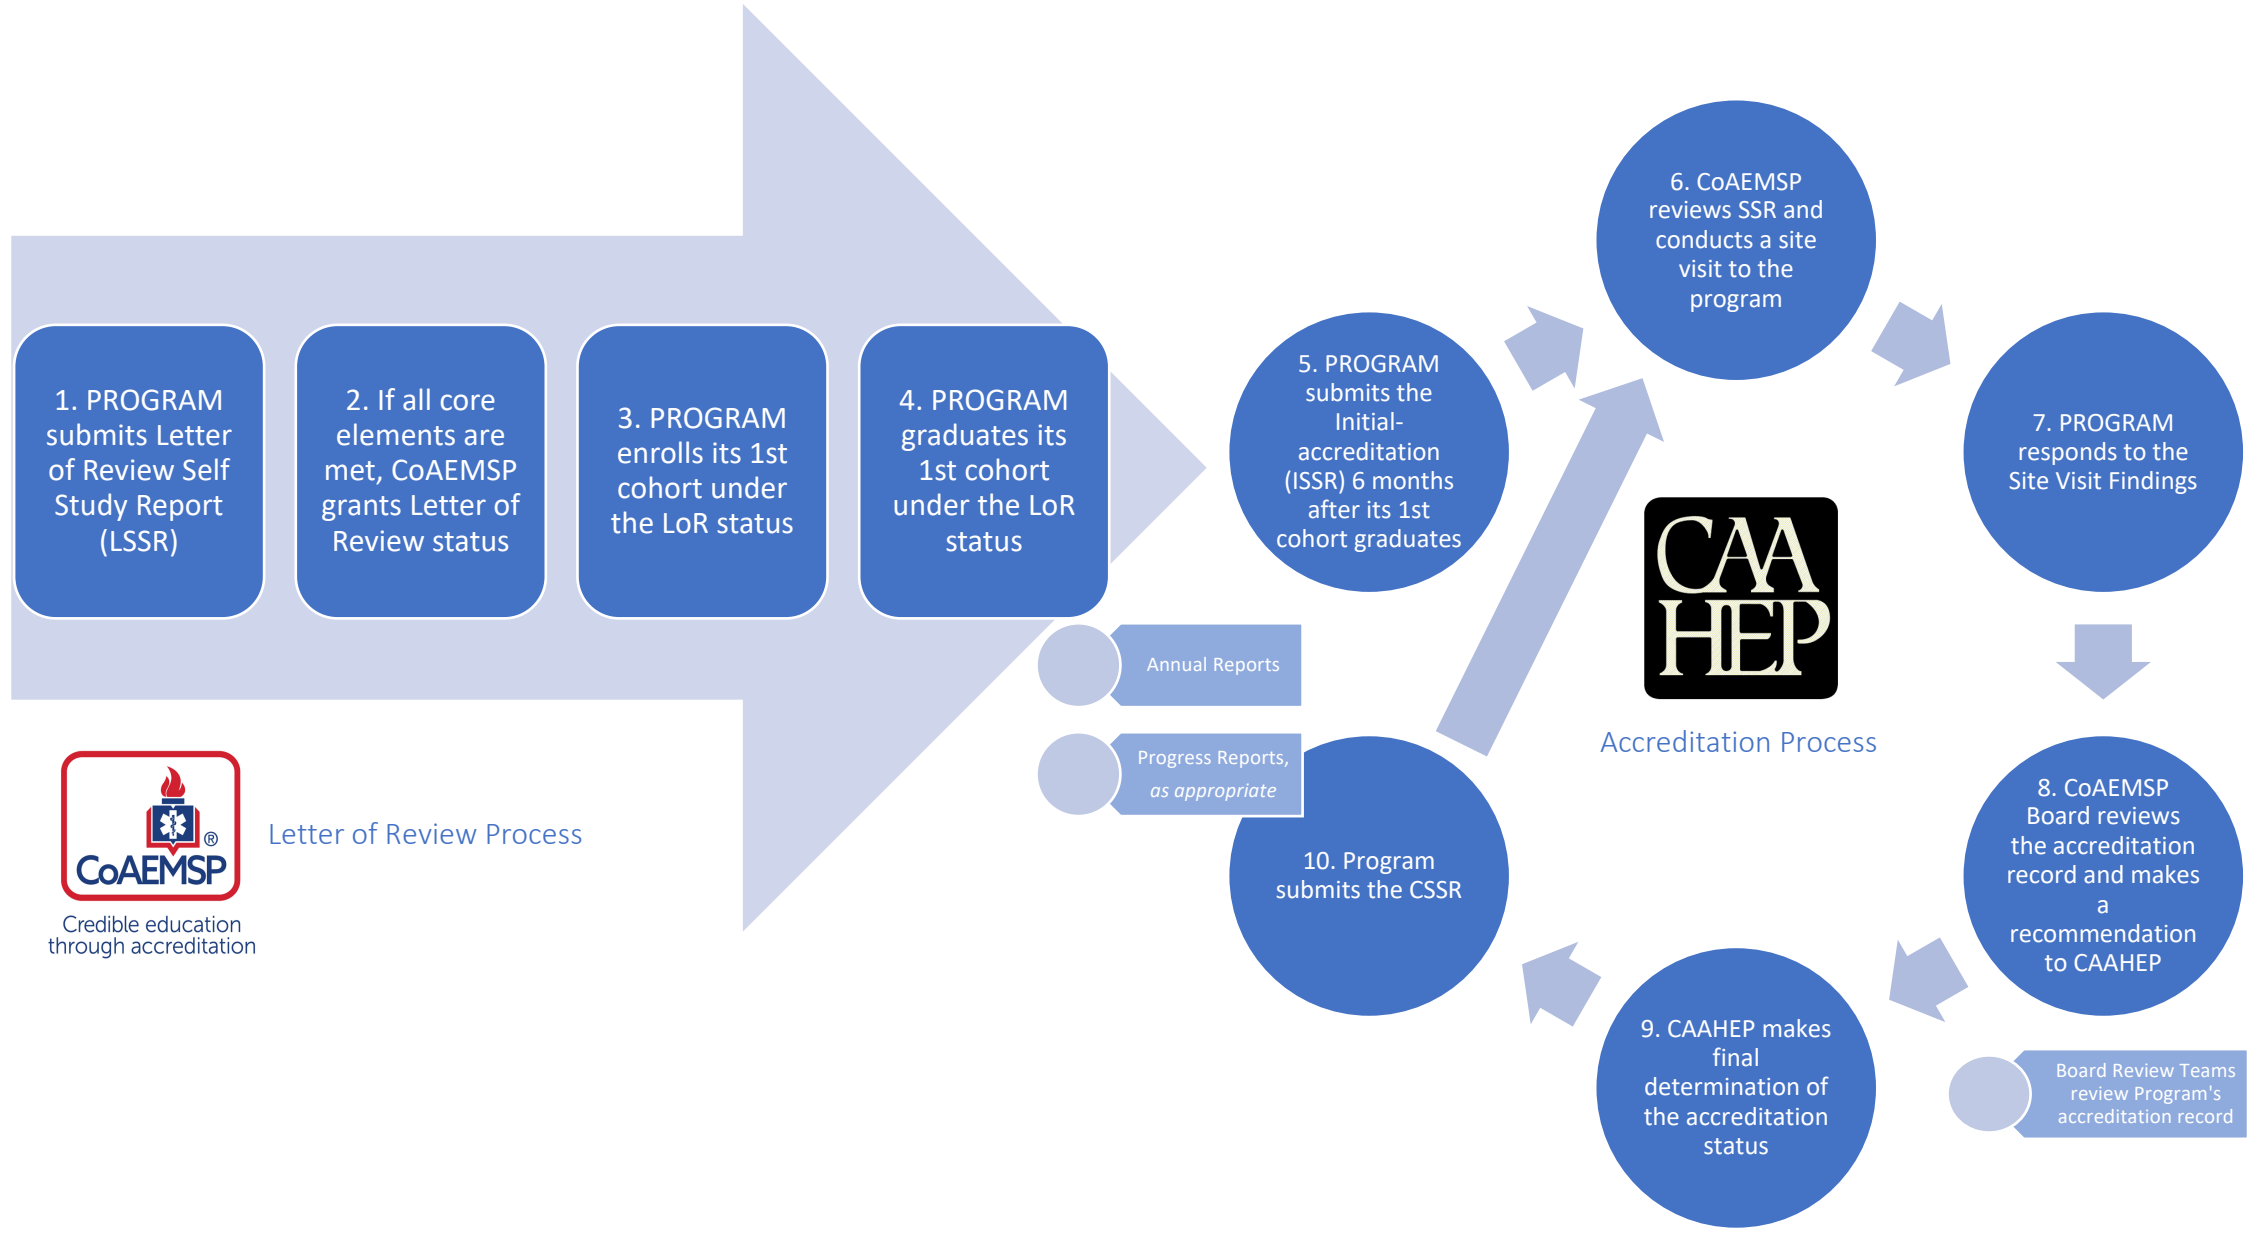 1. PROGRAM
submits Letter
of Review Self
Study Report
(LSSR)
2. If all core
elements are
met, CoAEMSP
grants Letter of
Review status
3. PROGRAM
enrolls its 1st
cohort under
the LoR status
4. PROGRAM
graduates its
1st cohort
under the LoR
status
CoAEMSP
®
Credible education
through accreditation
Letter of Review Process
5. PROGRAM
submits the
Initial-
accreditation
(ISSR) 6 months
after its 1st
cohort graduates
6. CoAEMSP
reviews SSR and
conducts a site
visit to the
program
7. PROGRAM
responds to the
Site Visit Findings
8. CoAEMSP
Board reviews
the accreditation
record and makes
a
recommendation
to CAAHEP
Board Review Teams
review Program's
accreditation record
9. CAAHEP makes
final
determination of
the accreditation
status
10. Program
submits the CSSR
Annual Reports
Progress Reports,
as appropriate
CAA
HEP
Accreditation Process